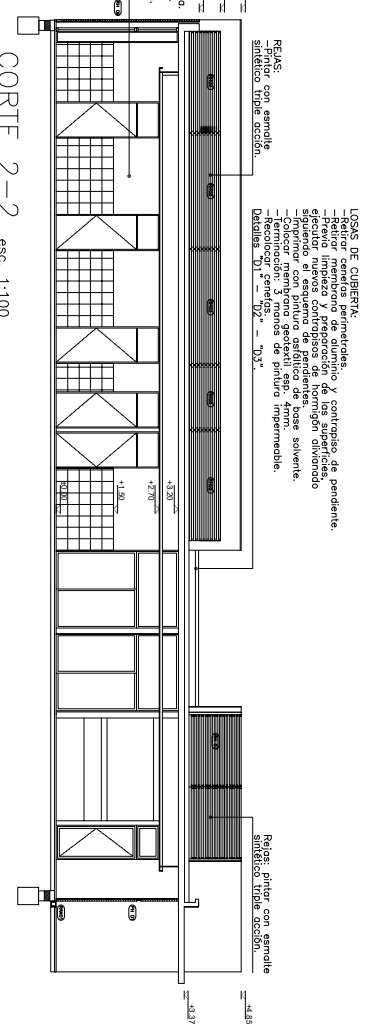 LOSAS DE CUBIERTA:
-Retirar cenefas perimetrales.
-Retirar membrana de aluminio y contrapiso de pendiente.
-Previo limpieza y preparación de las superficies,
ejecutar nuevos contrapisos de hormigón alivianado
siguiendo el esquema de pendientes.
-Imprimar con pintura asfáltica de base solvente.
-Colocar membrana geotextil esp. 4mm.
-Terminación: 3 manos de pintura impermeable.
-Recolocar cenefas.
Detalles "D1" - "D2" - "D3".
REJAS:
-Pintar con esmalte
sintético triple acción.
Rejas: pintar con esmalte
sintético triple acción.
+4.85
+3.37
+3.20
+2.70
+1.50
±0.00
CORTE 2-2 esc. 1:100